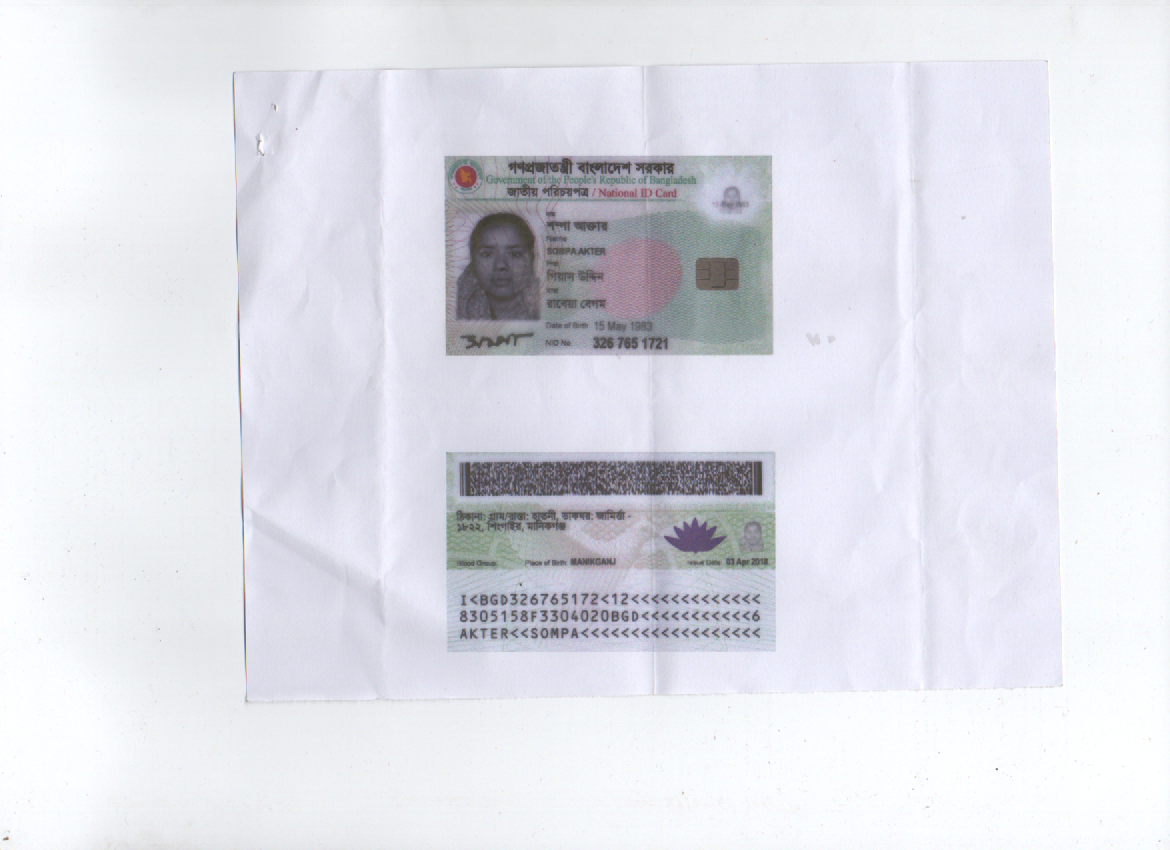 গণপ্রজাতন্ত্রী বাংলাদেশ সরকার
Government of the People's Republic of Bangladesh
জাতীয় পরিচয়পত্র / National ID Card
15 May 1983
নাম
শম্পা আক্তার
Name
SOMPA AKTER
পিতা
গিয়াস উদ্দিন
মাতা
রাবেয়া বেগম
Date of Birth 15 May 1983
NID No 326 765 1721
ঠিকানা: গ্রাম/রাস্তা: হাতনী, ডাকঘর: জামির্ত্তা -
১৮২২, সিংগাইর, মানিকগঞ্জ
Blood Group: Place of Birth: MANIKGANJ Issue Date: 03 Apr 2018
I<BGD326765172<12<<<<<<<<<<<<<
8305158F3304020BGD<<<<<<<<<<<6
AKTER<<SOMPA<<<<<<<<<<<<<<<<<<